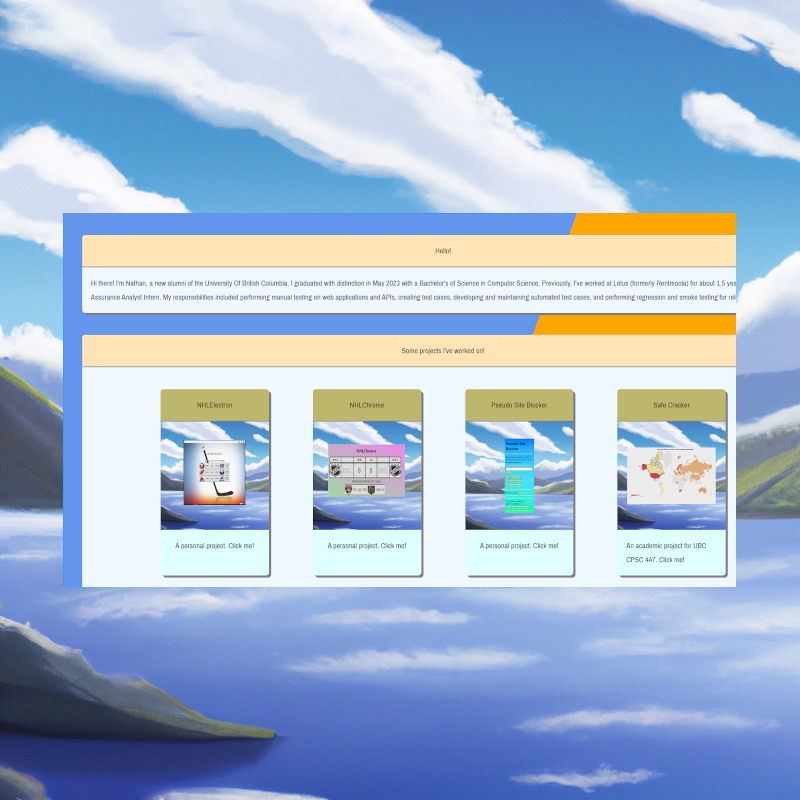 Hello!
Hi there! I'm Nathan, a new alumni of the University Of British Columbia. I graduated with distinction in May 2023 with a Bachelor's of Science in Computer Science. Previously, I've worked at Letus (formerly Rentmoola) for about 1.5
Assurance Analyst Intern. My responsibilities included performing manual testing on web applications and APIs, creating test cases, developing and maintaining automated test cases, and performing regression and smoke testing for
Some projects I've worked on!
NHLElectron
NHLChrome
Pseudo Site Blocker
Safe Cracker
NHLChrome
Pseudo Site
Blocker
A personal project. Click me!
A personal project. Click me!
A personal project. Click me!
An academic project for UBC
CPSC 447. Click me!